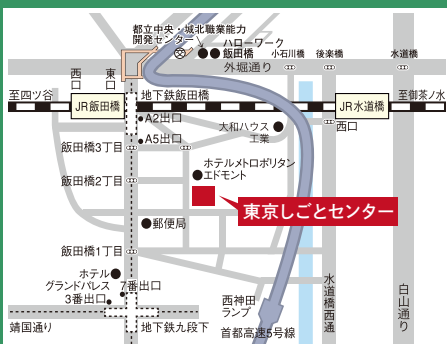 都立中央・城北職業能力
開発センター
ハローワーク
飯田橋
小石川橋
後楽橋
水道橋
外堀通り
西口
東口
至四ツ谷
JR飯田橋
地下鉄飯田橋
JR水道橋
至御茶ノ水
A2出口
大和ハウス
工業
西口
A5出口
飯田橋3丁目
ホテルメトロポリタン
エドモント
飯田橋2丁目
東京しごとセンター
郵便局
飯田橋1丁目
ホテル
グランドパレス
7番出口
3番出口
西神田
ランプ
水道橋西通
白山通り
靖国通り
地下鉄九段下
首都高速5号線